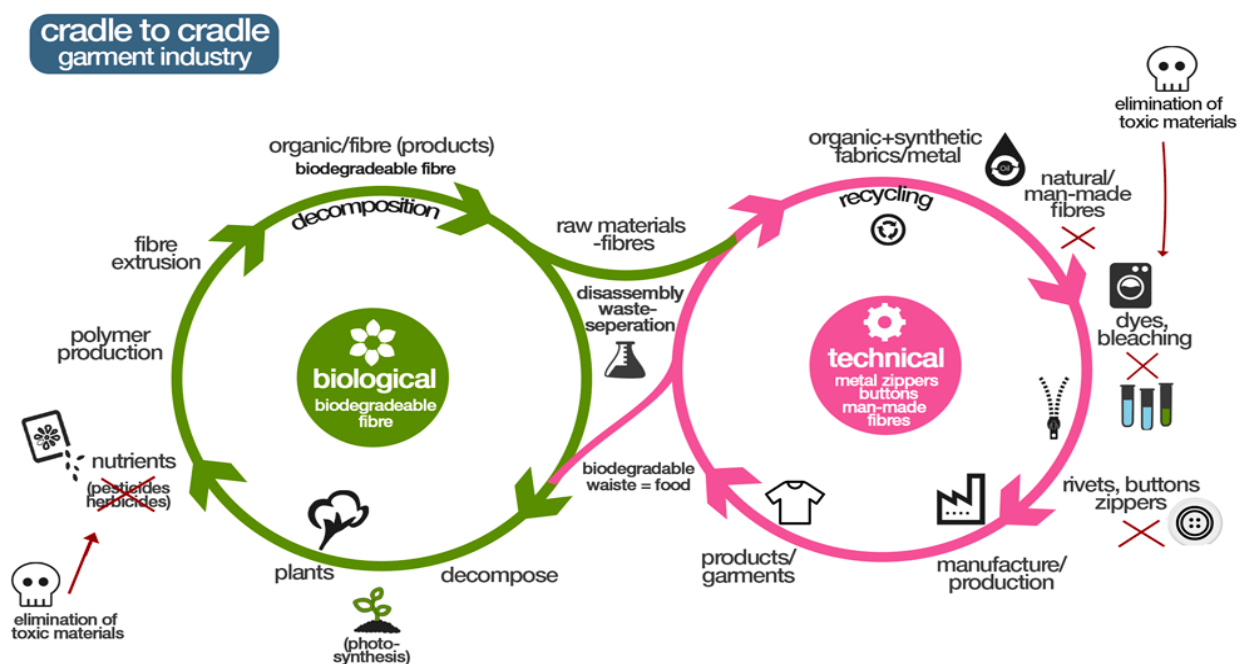 cradle to cradle
garment industry
organic/fibre (products)
biodegradeable fibre
decomposition
fibre
extrusion
polymer
production
nutrients
(pesticides
herbicides)
elimination of
toxic materials
plants
(photo-
synthesis)
decompose
biological
biodegradeable
fibre
raw materials
-fibres
disassembly
waste-
seperation
biodegradable
waiste = food
organic+synthetic
fabrics/metal
Oil
recycling
natural/
man-made
fibres
elimination of
toxic materials
dyes,
bleaching
technical
metal zippers
buttons
man-made
fibres
rivets, buttons
zippers
manufacture/
production
products/
garments